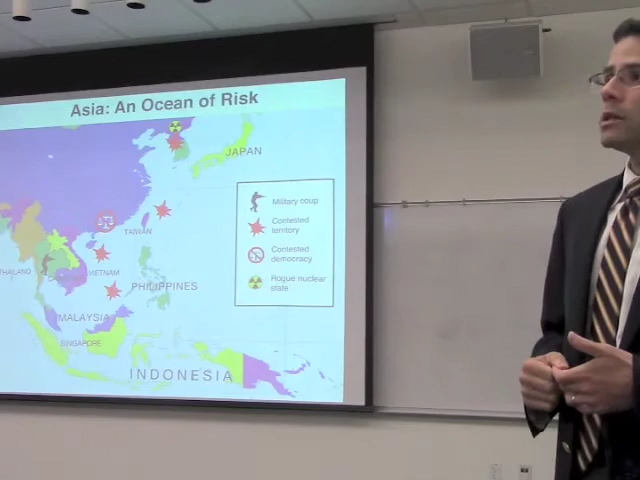 Asia: An Ocean of Risk
JAPAN
Military coup
Contested
territory
TAIWAN
Contested
democracy
THAILAND
VIETNAM
Rogue nuclear
state
PHILIPPINES
MALAYSIA
SINGAPORE
INDONESIA